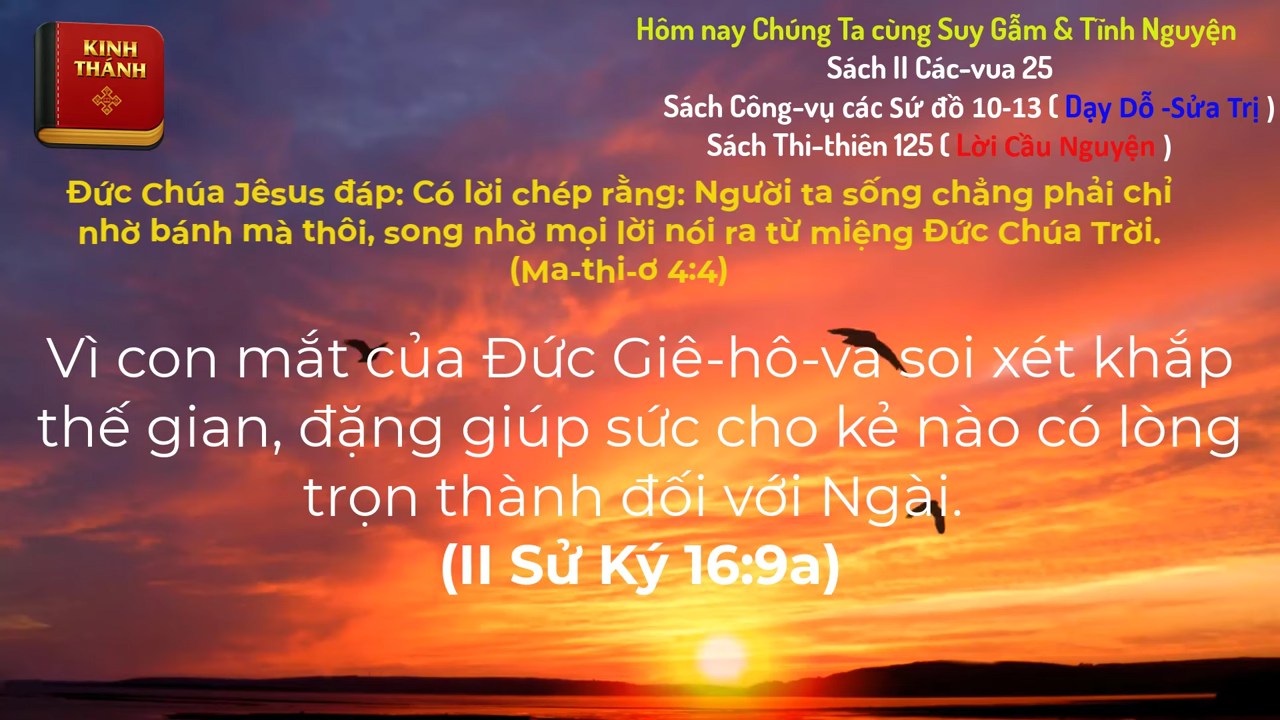 KINH
THÁNH
Hôm nay Chúng Ta cùng Suy Gẫm & Tĩnh Nguyện
Sách II Các-vua 25
Sách Công-vụ các Sứ đồ 10-13 ( Dạy Dỗ -Sửa Trị )
Sách Thi-thiên 125 ( Lời Cầu Nguyện )
Đức Chúa Jêsus đáp: Có lời chép rằng: Người ta sống chẳng phải chỉ
nhờ bánh mà thôi, song nhờ mọi lời nói ra từ miệng Đức Chúa Trời.
(Ma-thi-ơ 4:4)
Vì con mắt của Đức Giê-hô-va soi xét khắp
thế gian, đặng giúp sức cho kẻ nào có lòng
trọn thành đối với Ngài.
(II Sử Ký 16:9a)